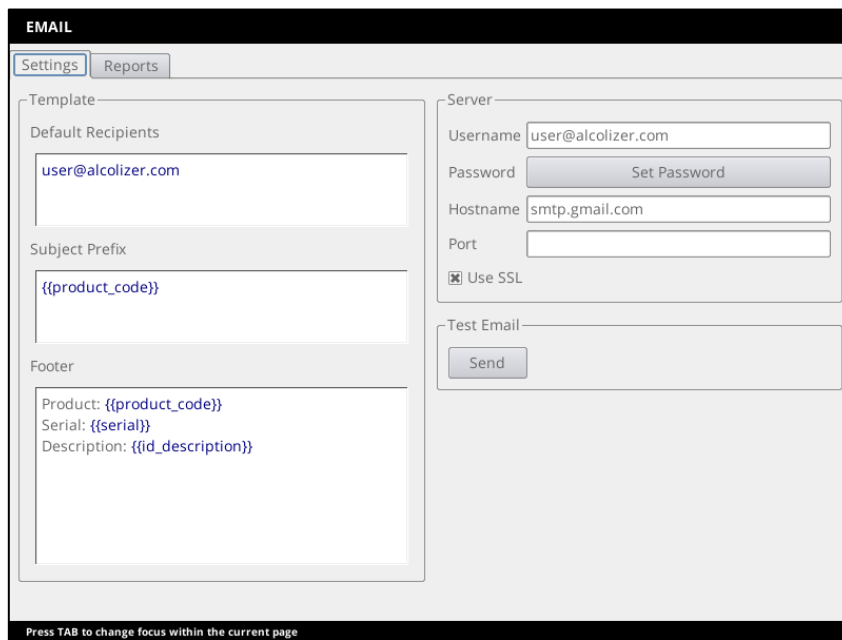 EMAIL
Settings Reports
Template
Default Recipients
user@alcolizer.com
Subject Prefix
{{product_code}}
Footer
Product: {{product_code}}
Serial: {{serial}}
Description: {{id_description}}
Server
Username user@alcolizer.com
Password Set Password
Hostname smtp.gmail.com
Port
Use SSL
Test Email
Send
Press TAB to change focus within the current page